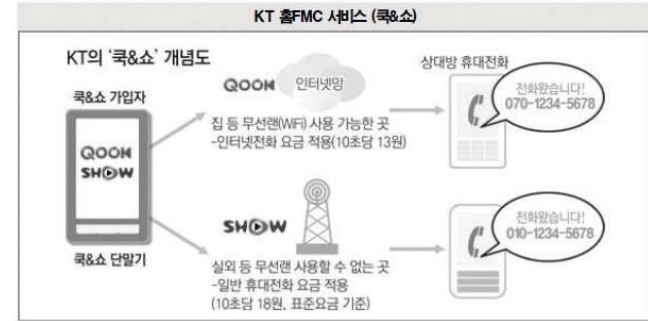 KT 홈FMC 서비스 (쿡&쇼)
KT의 '쿡&쇼' 개념도
쿡&쇼 가입자
QOOK
SHOW
쿡&쇼 단말기
QOOK
인터넷망
집 등 무선랜(WiFi) 사용 가능한 곳
-인터넷전화 요금 적용(10초당 13원)
SHOW
실외 등 무선랜 사용할 수 없는 곳
-일반 휴대전화 요금 적용
(10초당 18원, 표준요금 기준)
상대방 휴대전화
전화왔습니다!
070-1234-5678
전화왔습니다!
010-1234-5678